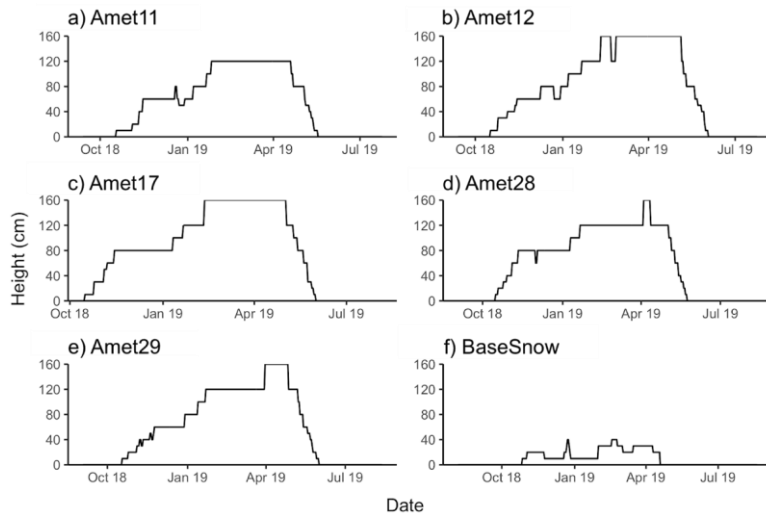 a) Amet11
b) Amet12
160
120
80
40
0
160
120
80
40
0
Oct 18 Jan 19 Apr 19 Jul 19
Oct 18 Jan 19 Apr 19 Jul 19
c) Amet17
d) Amet28
160
120
80
40
0
160
120
80
40
0
Oct 18 Jan 19 Apr 19 Jul 19
Oct 18 Jan 19 Apr 19 Jul 19
Height (cm)
e) Amet29
f) BaseSnow
160
120
80
40
0
160
120
80
40
0
Oct 18 Jan 19 Apr 19 Jul 19
Oct 18 Jan 19 Apr 19 Jul 19
Date